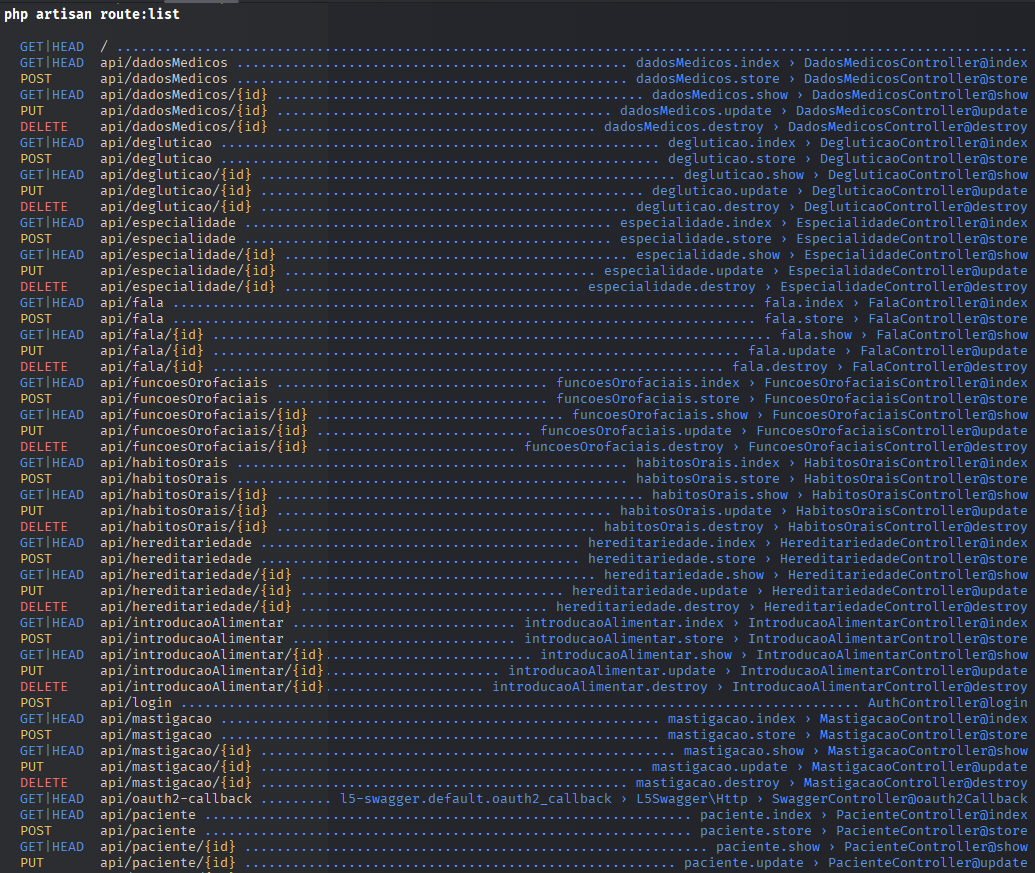 php artisan route:list
GET|HEAD / ................................................................................................................
GET|HEAD api/dadosMedicos ................................................. dadosMedicos.index › DadosMedicosController@index
POST api/dadosMedicos ................................................. dadosMedicos.store › DadosMedicosController@store
GET|HEAD api/dadosMedicos/{id} .............................................. dadosMedicos.show › DadosMedicosController@show
PUT api/dadosMedicos/{id} .......................................... dadosMedicos.update › DadosMedicosController@update
DELETE api/dadosMedicos/{id} ........................................ dadosMedicos.destroy › DadosMedicosController@destroy
GET|HEAD api/degluticao ....................................................... degluticao.index › DegluticaoController@index
POST api/degluticao ....................................................... degluticao.store › DegluticaoController@store
GET|HEAD api/degluticao/{id} .................................................... degluticao.show › DegluticaoController@show
PUT api/degluticao/{id} ................................................ degluticao.update › DegluticaoController@update
DELETE api/degluticao/{id} .............................................. degluticao.destroy › DegluticaoController@destroy
GET|HEAD api/especialidade .............................................. especialidade.index › EspecialidadeController@index
POST api/especialidade .............................................. especialidade.store › EspecialidadeController@store
GET|HEAD api/especialidade/{id} ........................................... especialidade.show › EspecialidadeController@show
PUT api/especialidade/{id} ....................................... especialidade.update › EspecialidadeController@update
DELETE api/especialidade/{id} ..................................... especialidade.destroy › EspecialidadeController@destroy
GET|HEAD api/fala ......................................................................... fala.index › FalaController@index
POST api/fala ......................................................................... fala.store › FalaController@store
GET|HEAD api/fala/{id} ...................................................................... fala.show › FalaController@show
PUT api/fala/{id} .................................................................. fala.update › FalaController@update
DELETE api/fala/{id} ................................................................ fala.destroy › FalaController@destroy
GET|HEAD api/funcoesOrofaciais .................................. funcoesOrofaciais.index › FuncoesOrofaciaisController@index
POST api/funcoesOrofaciais .................................. funcoesOrofaciais.store › FuncoesOrofaciaisController@store
GET|HEAD api/funcoesOrofaciais/{id} ............................... funcoesOrofaciais.show › FuncoesOrofaciaisController@show
PUT api/funcoesOrofaciais/{id} ........................... funcoesOrofaciais.update › FuncoesOrofaciaisController@update
DELETE api/funcoesOrofaciais/{id} ......................... funcoesOrofaciais.destroy › FuncoesOrofaciaisController@destroy
GET|HEAD api/habitosOrais ................................................. habitosOrais.index › HabitosOraisController@index
POST api/habitosOrais ................................................. habitosOrais.store › HabitosOraisController@store
GET|HEAD api/habitosOrais/{id} .............................................. habitosOrais.show › HabitosOraisController@show
PUT api/habitosOrais/{id} .......................................... habitosOrais.update › HabitosOraisController@update
DELETE api/habitosOrais/{id} ........................................ habitosOrais.destroy › HabitosOraisController@destroy
GET|HEAD api/hereditariedade ........................................ hereditariedade.index › HereditariedadeController@index
POST api/hereditariedade ........................................ hereditariedade.store › HereditariedadeController@store
GET|HEAD api/hereditariedade/{id} ..................................... hereditariedade.show › HereditariedadeController@show
PUT api/hereditariedade/{id} ................................. hereditariedade.update › HereditariedadeController@update
DELETE api/hereditariedade/{id} ............................... hereditariedade.destroy › HereditariedadeController@destroy
GET|HEAD api/introducaoAlimentar ............................ introducaoAlimentar.index › IntroducaoAlimentarController@index
POST api/introducaoAlimentar ............................ introducaoAlimentar.store › IntroducaoAlimentarController@store
GET|HEAD api/introducaoAlimentar/{id}.......................... introducaoAlimentar.show › IntroducaoAlimentarController@show
PUT api/introducaoAlimentar/{id}...................... introducaoAlimentar.update › IntroducaoAlimentarController@update
DELETE api/introducaoAlimentar/{id}.................... introducaoAlimentar.destroy › IntroducaoAlimentarController@destroy
POST api/login ..................................................................................... AuthController@login
GET|HEAD api/mastigacao ....................................................... mastigacao.index › MastigacaoController@index
POST api/mastigacao ....................................................... mastigacao.store › MastigacaoController@store
GET|HEAD api/mastigacao/{id} .................................................... mastigacao.show › MastigacaoController@show
PUT api/mastigacao/{id} ................................................ mastigacao.update › MastigacaoController@update
DELETE api/mastigacao/{id} .............................................. mastigacao.destroy › MastigacaoController@destroy
GET|HEAD api/oauth2-callback ......... l5-swagger.default.oauth2_callback › L5Swagger\Http › SwaggerController@oauth2Callback
GET|HEAD api/paciente ............................................................. paciente.index › PacienteController@index
POST api/paciente ............................................................. paciente.store › PacienteController@store
GET|HEAD api/paciente/{id} .......................................................... paciente.show › PacienteController@show
PUT api/paciente/{id} ...................................................... paciente.update › PacienteController@update